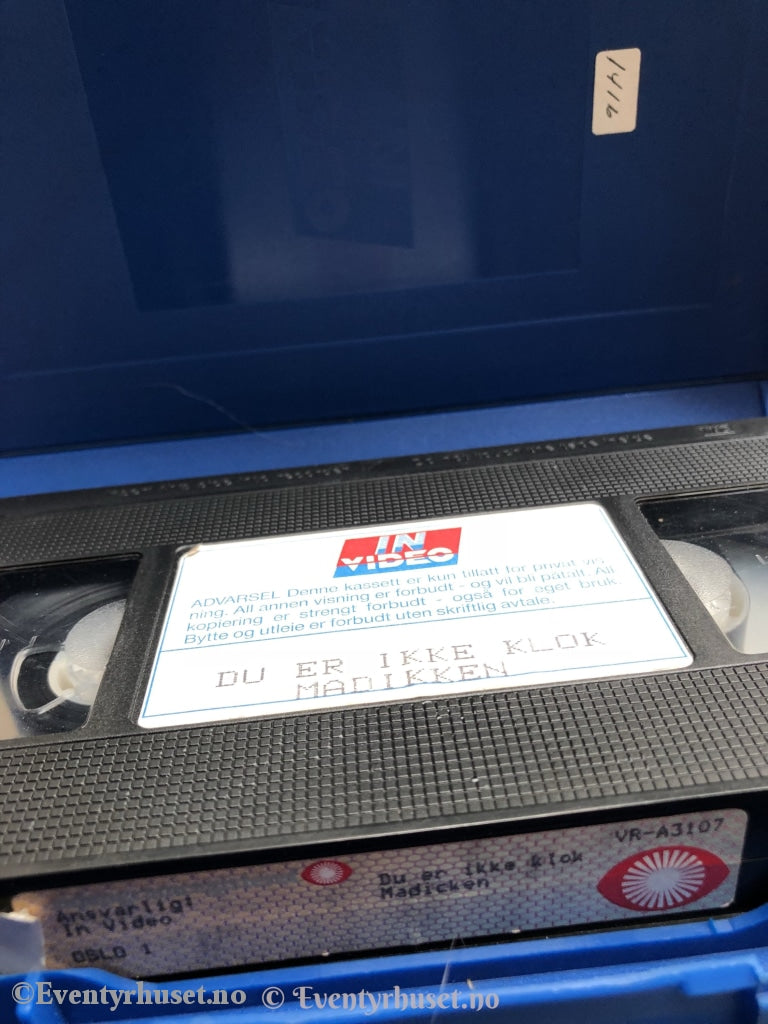 1416
IN
VIDEO
ADVARSEL Denne kassett er kun tillatt for privat vis-
ning. All annen visning er forbudt - og vil bli påtalt. All
kopiering er strengt forbudt - også for eget bruk.
Bytte og utleie er forbudt uten skriftlig avtale.
DU ER IKKE KLOK
MADIKKEN
VR-A3107
Du er ikke klok
Madicken
Ansvarlig:
In Video
OSLO 1
©Eventyrhuset.no © Eventyrhuset.no